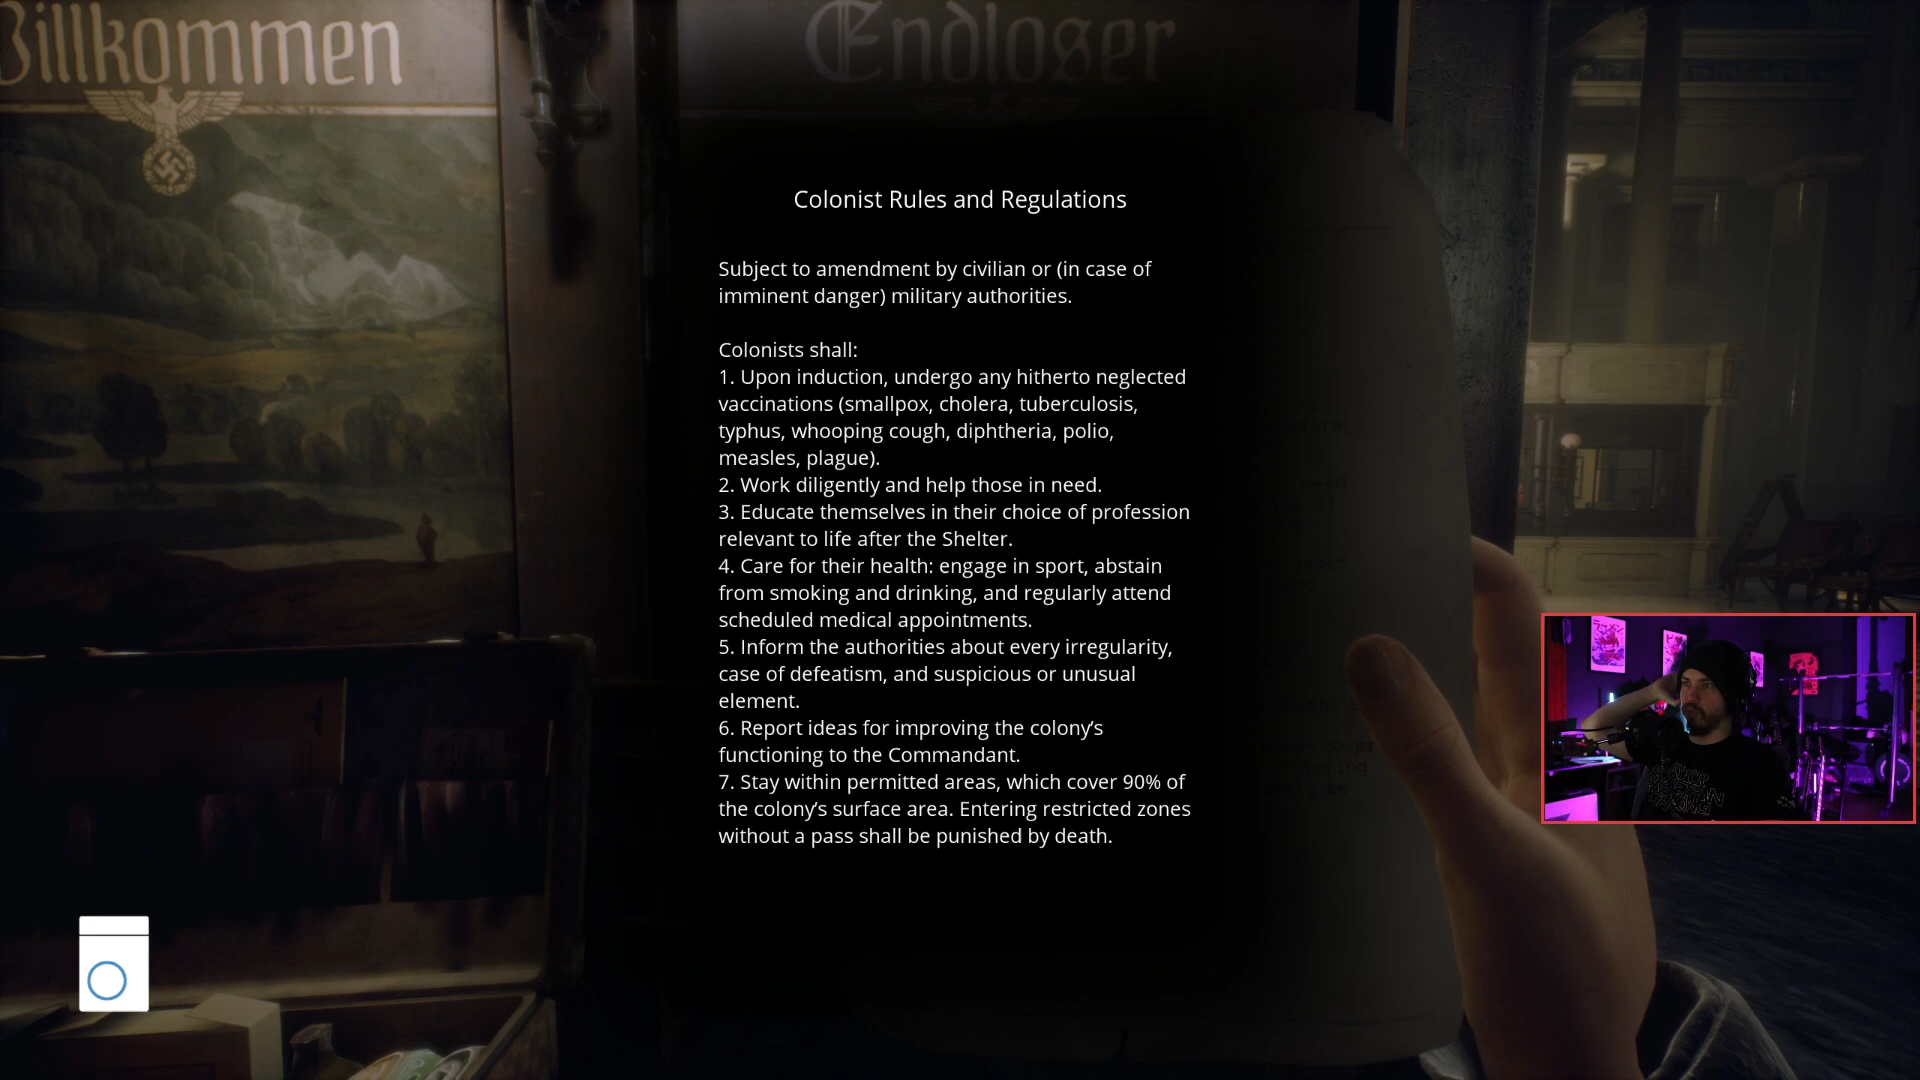 Willkommen
Endloser
Colonist Rules and Regulations
Subject to amendment by civilian or (in case of
imminent danger) military authorities.
Colonists shall:
1. Upon induction, undergo any hitherto neglected
vaccinations (smallpox, cholera, tuberculosis,
typhus, whooping cough, diphtheria, polio,
measles, plague).
2. Work diligently and help those in need.
3. Educate themselves in their choice of profession
relevant to life after the Shelter.
4. Care for their health: engage in sport, abstain
from smoking and drinking, and regularly attend
scheduled medical appointments.
5. Inform the authorities about every irregularity,
case of defeatism, and suspicious or unusual
element.
6. Report ideas for improving the colony’s
functioning to the Commandant.
7. Stay within permitted areas, which cover 90% of
the colony’s surface area. Entering restricted zones
without a pass shall be punished by death.